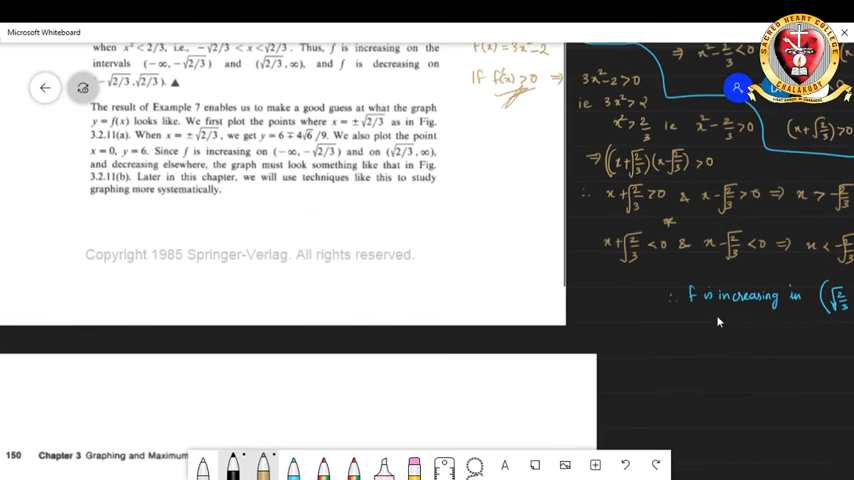 Microsoft Whiteboard
when x² < 2/3, i.e., −√2/3 < x < √2/3. Thus, f is increasing on the
intervals (−∞, −√2/3) and (√2/3, ∞), and f is decreasing on
−√2/3, √2/3). ▲
The result of Example 7 enables us to make a good guess at what the graph
y = f(x) looks like. We first plot the points where x = ±√2/3 as in Fig.
3.2.11(a). When x = ±√2/3, we get y = 6 ∓ 4√6/9. We also plot the point
x = 0, y = 6. Since f is increasing on (−∞, −√2/3) and on (√2/3, ∞),
and decreasing elsewhere, the graph must look something like that in Fig.
3.2.11(b). Later in this chapter, we will use techniques like this to study
graphing more systematically.
Copyright 1985 Springer-Verlag. All rights reserved.
150 Chapter 3 Graphing and Maximum
f'(x) = 3x² − 2
If f'(x) > 0 ⇒
⇒ x² − 2/3 < 0
3x² − 2 > 0
ie 3x² > 2
x² > 2/3 ie x² − 2/3 > 0 (x + √2/3) > 0
⇒ ((x + √2/3)(x − √2/3) > 0
∴ x + √2/3 > 0 & x − √2/3 > 0 ⇒ x > −√2/3
x + √2/3 < 0 & x − √2/3 < 0 ⇒ x < −√2/3
∴ f is increasing in (√2/3
SACRED HEART COLLEGE
CHALAKUDY
A